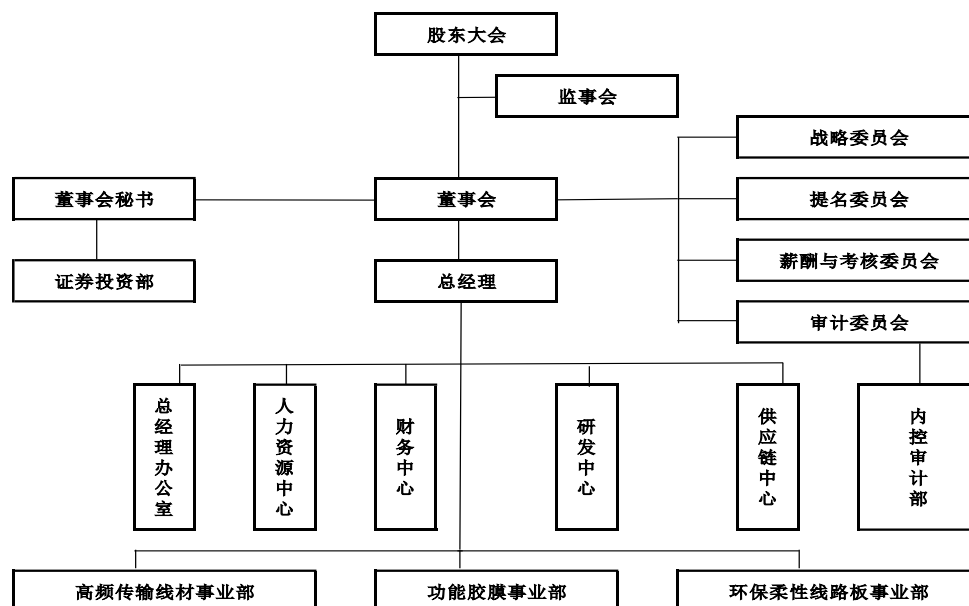 股东大会
监事会
战略委员会
董事会秘书
董事会
提名委员会
证券投资部
总经理
薪酬与考核委员会
审计委员会
总经理办公室
人力资源中心
财务中心
研发中心
供应链中心
内控审计部
高频传输线材事业部
功能胶膜事业部
环保柔性线路板事业部